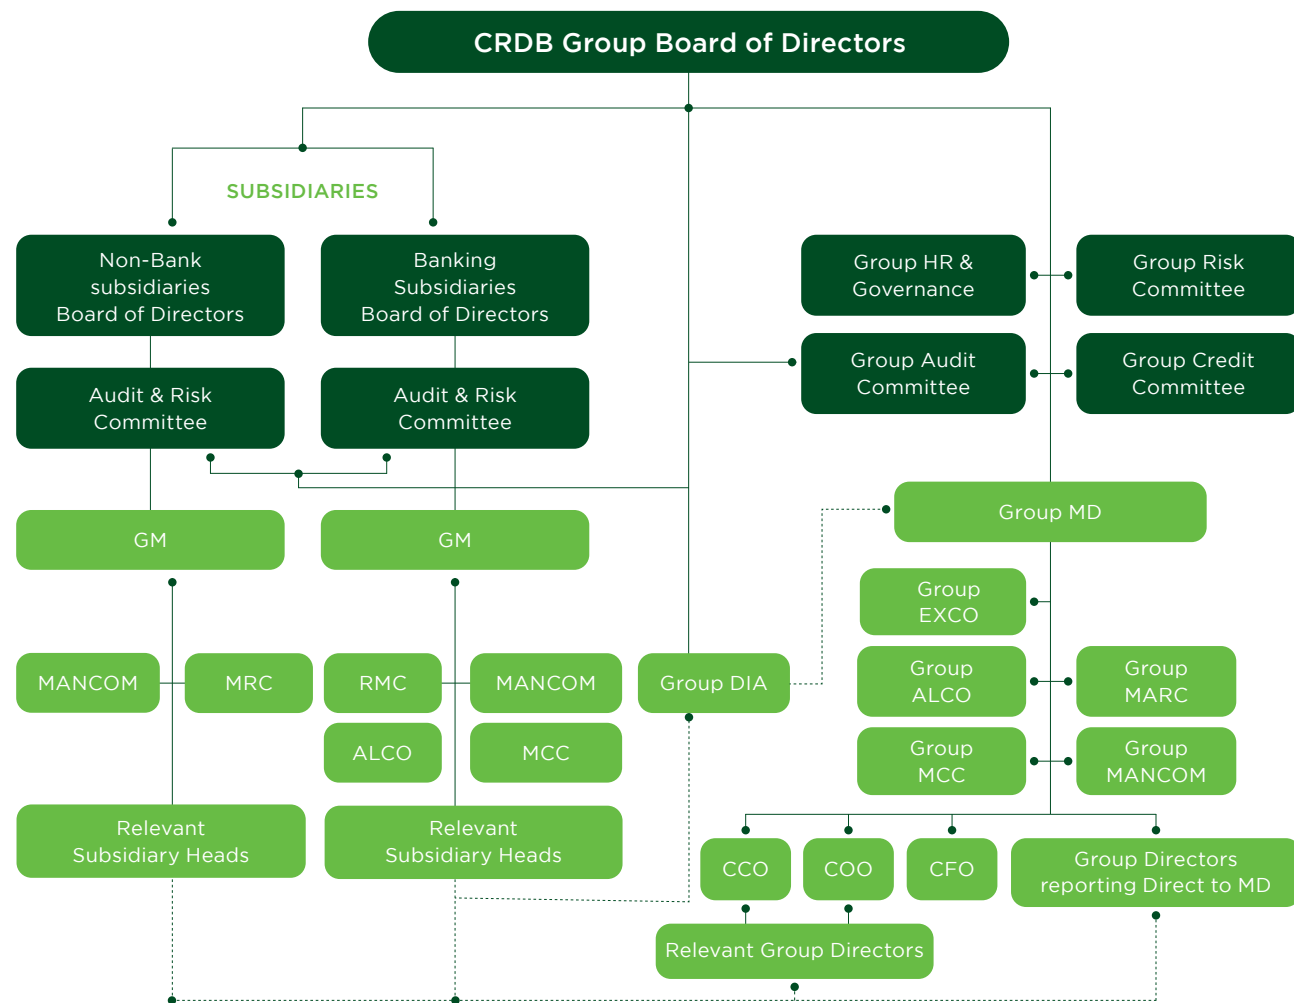 CRDB Group Board of Directors
SUBSIDIARIES
Non-Bank
subsidiaries
Board of Directors
Banking
Subsidiaries
Board of Directors
Group HR &
Governance
Group Risk
Committee
Group Audit
Committee
Group Credit
Committee
Audit & Risk
Committee
Audit & Risk
Committee
GM
GM
Group MD
Group
EXCO
MANCOM
MRC
RMC
MANCOM
Group DIA
Group
ALCO
Group
MARC
ALCO
MCC
Group
MCC
Group
MANCOM
Relevant
Subsidiary Heads
Relevant
Subsidiary Heads
CCO
COO
CFO
Group Directors
reporting Direct to MD
Relevant Group Directors